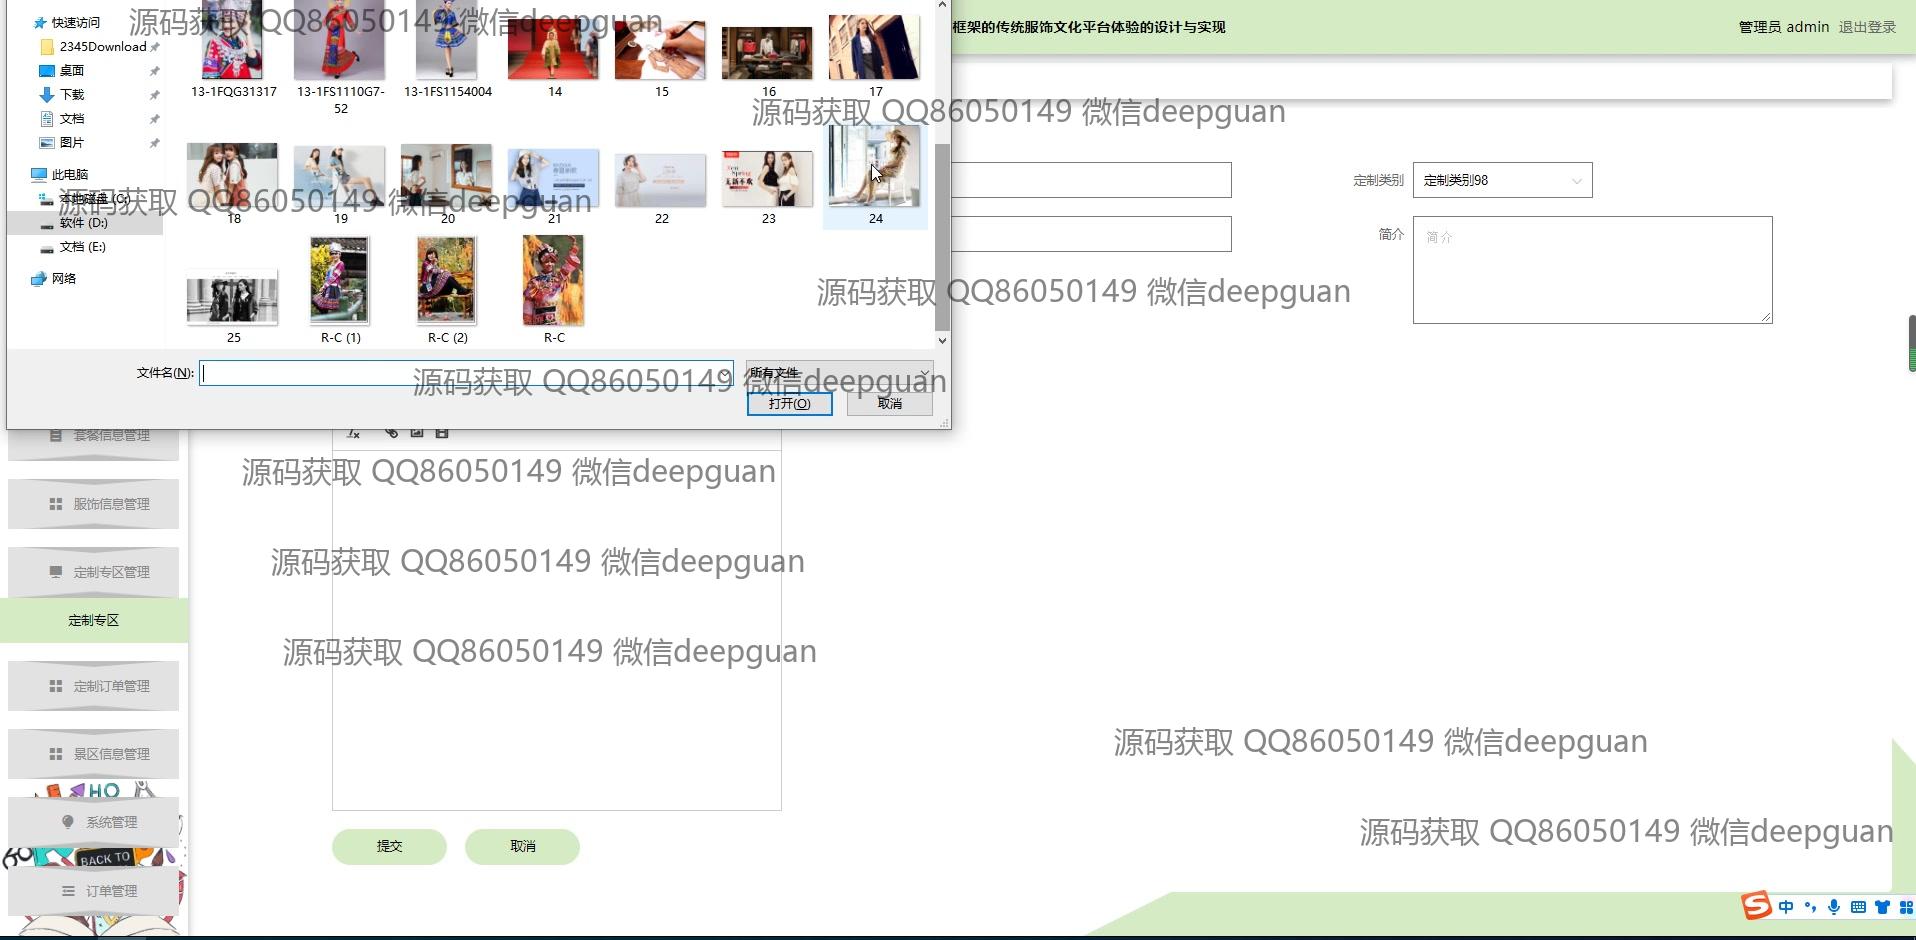 快速访问
2345Download
桌面
下载
文档
图片
此电脑
本地磁盘 (C:)
软件 (D:)
文档 (E:)
网络
13-1FQG31317
13-1FS1110G7-52
13-1FS1154004
14
15
16
17
18
19
20
21
22
23
24
25
R-C (1)
R-C (2)
R-C
文件名(N):
所有文件
打开(O)
取消
框架的传统服饰文化平台体验的设计与实现
管理员 admin
退出登录
定制类别
定制类别98
简介
简介
套餐信息管理
服饰信息管理
定制专区管理
定制专区
定制订单管理
景区信息管理
系统管理
BACK TO
订单管理
提交
取消
中
源码获取 QQ86050149 微信deepguan
源码获取 QQ86050149 微信deepguan
源码获取 QQ86050149 微信deepguan
源码获取 QQ86050149 微信deepguan
源码获取 QQ86050149 微信deepguan
源码获取 QQ86050149 微信deepguan
源码获取 QQ86050149 微信deepguan
源码获取 QQ86050149 微信deepguan
源码获取 QQ86050149 微信deepguan
源码获取 QQ86050149 微信deepguan